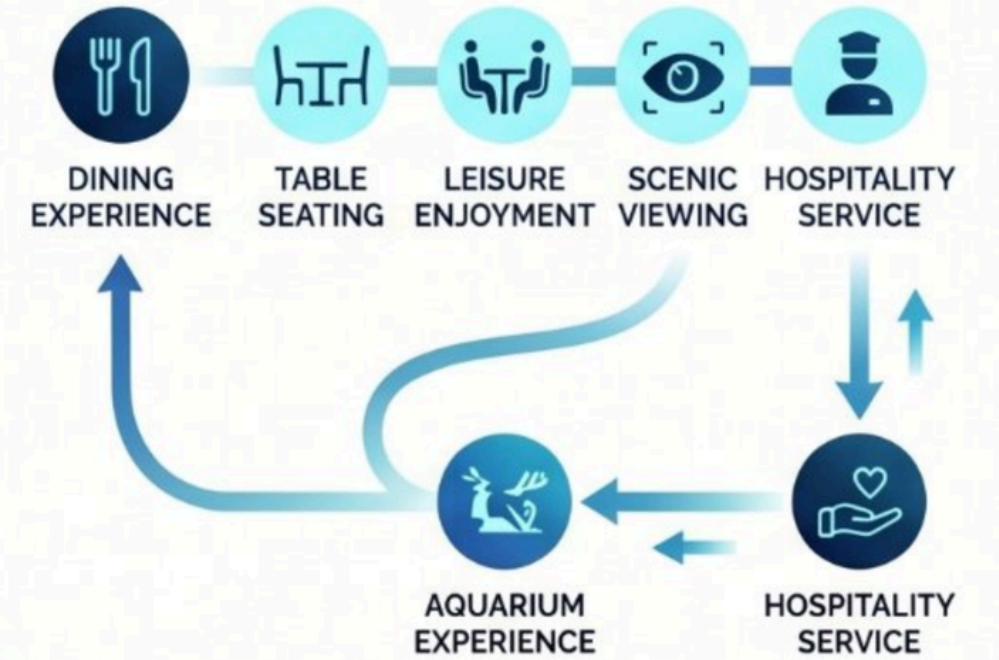 DINING
EXPERIENCE
TABLE
SEATING
LEISURE
ENJOYMENT
SCENIC
VIEWING
HOSPITALITY
SERVICE
AQUARIUM
EXPERIENCE
HOSPITALITY
SERVICE